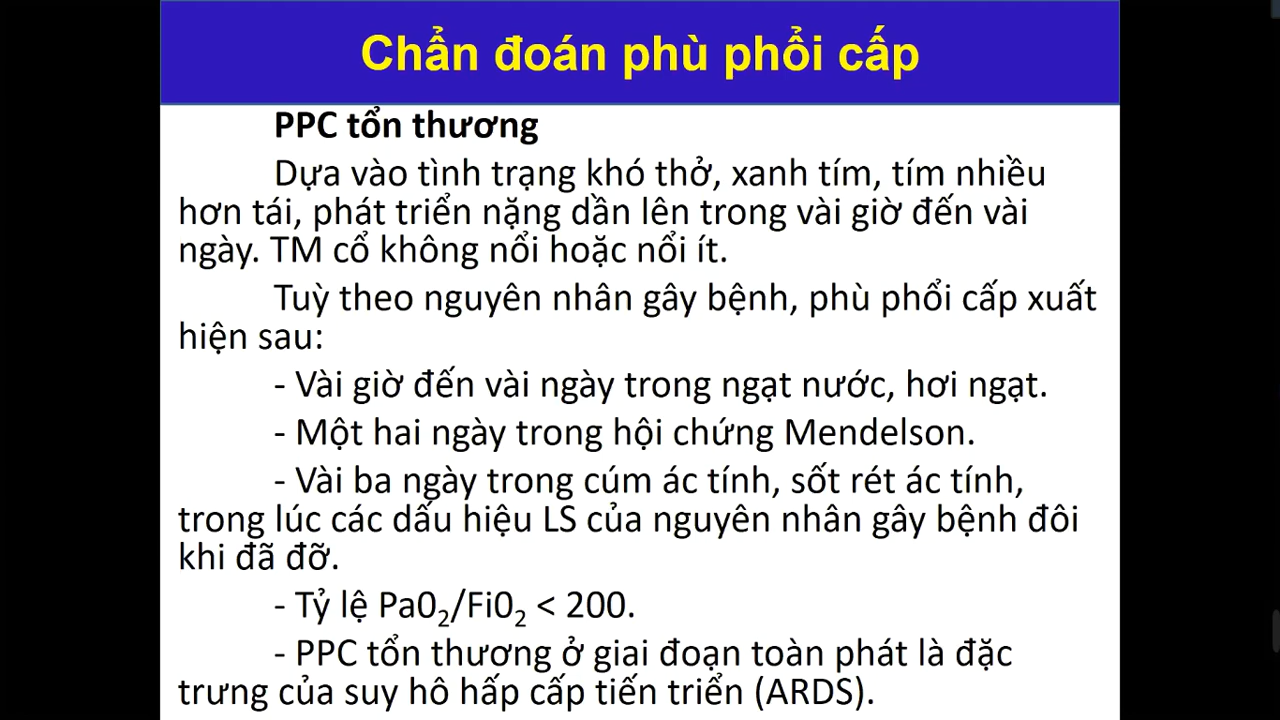 Chẩn đoán phù phổi cấp
PPC tổn thương
Dựa vào tình trạng khó thở, xanh tím, tím nhiều
hơn tái, phát triển nặng dần lên trong vài giờ đến vài
ngày. TM cổ không nổi hoặc nổi ít.
Tuỳ theo nguyên nhân gây bệnh, phù phổi cấp xuất
hiện sau:
- Vài giờ đến vài ngày trong ngạt nước, hơi ngạt.
- Một hai ngày trong hội chứng Mendelson.
- Vài ba ngày trong cúm ác tính, sốt rét ác tính,
trong lúc các dấu hiệu LS của nguyên nhân gây bệnh đôi
khi đã đỡ.
- Tỷ lệ Pa0₂/Fi0₂ < 200.
- PPC tổn thương ở giai đoạn toàn phát là đặc
trưng của suy hô hấp cấp tiến triển (ARDS).